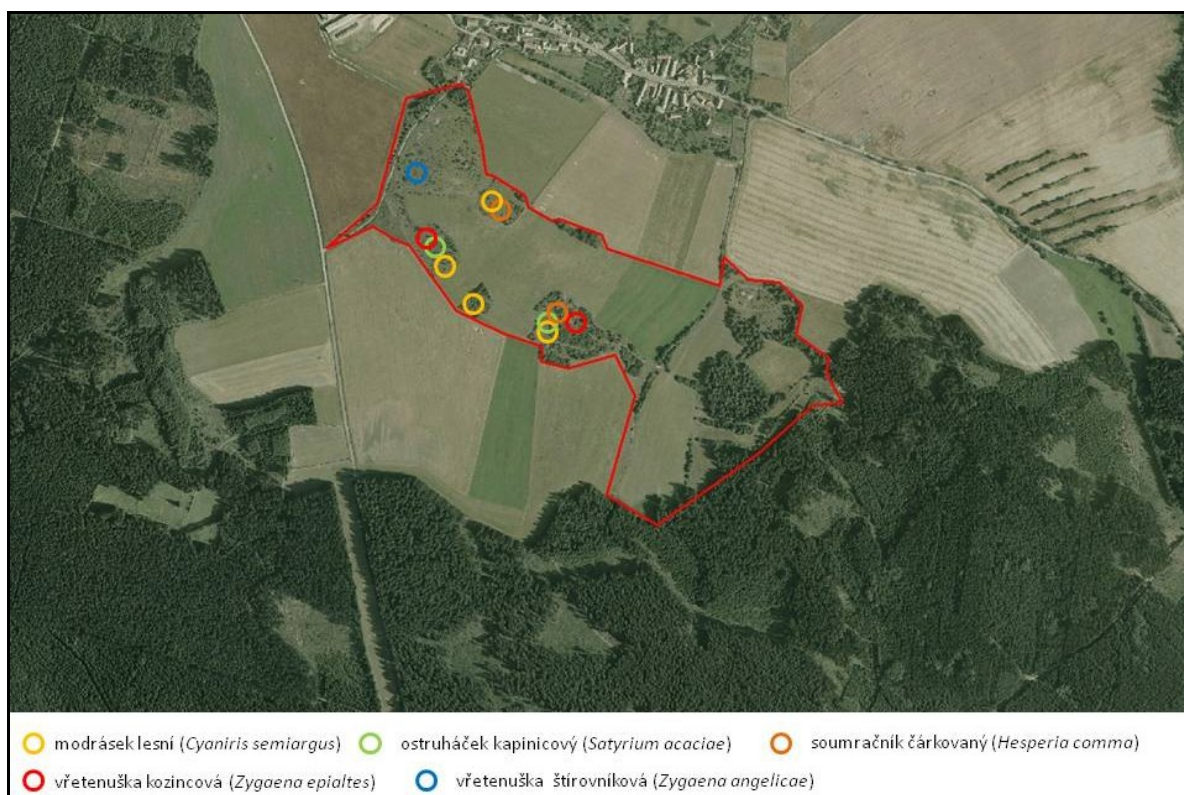 modrásek lesní (Cyaniris semiargus) ostruháček kapinicový (Satyrium acaciae) soumračník čárkovaný (Hesperia comma)
vřetenuška kozincová (Zygaena epialtes) vřetenuška štírovníková (Zygaena angelicae)